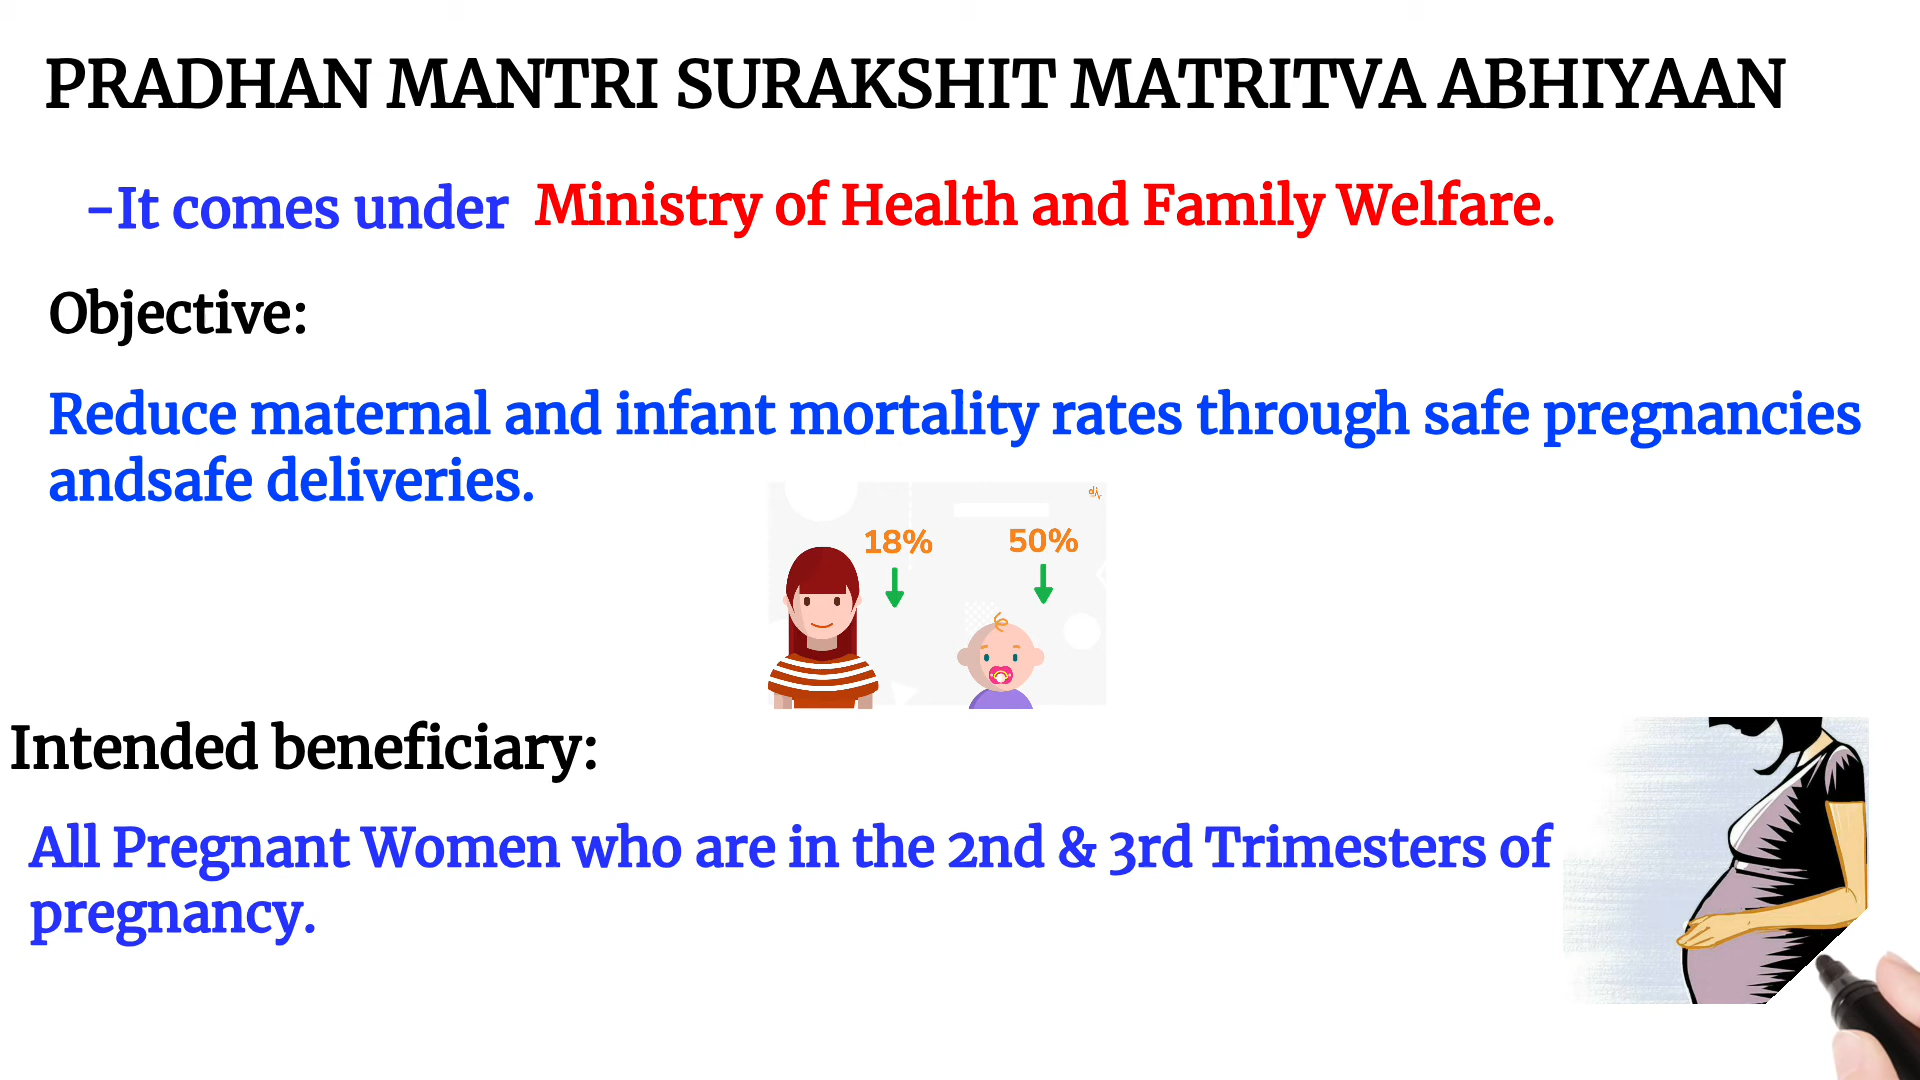 PRADHAN MANTRI SURAKSHIT MATRITVA ABHIYAAN
-It comes under Ministry of Health and Family Welfare.
Objective:
Reduce maternal and infant mortality rates through safe pregnancies
andsafe deliveries.
18% 50%
Intended beneficiary:
All Pregnant Women who are in the 2nd & 3rd Trimesters of
pregnancy.